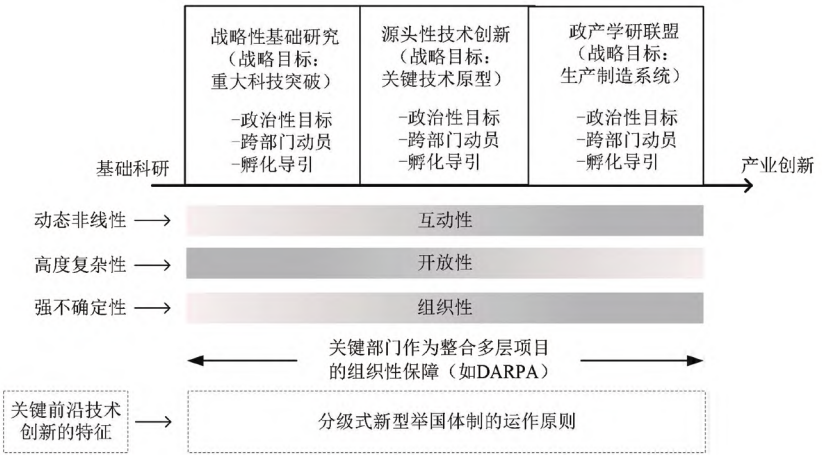 战略性基础研究
（战略目标：
重大科技突破）
-政治性目标
-跨部门动员
-孵化导引
源头性技术创新
（战略目标：
关键技术原型）
-政治性目标
-跨部门动员
-孵化导引
政产学研联盟
（战略目标：
生产制造系统）
-政治性目标
-跨部门动员
-孵化导引
基础科研
产业创新
动态非线性
互动性
高度复杂性
开放性
强不确定性
组织性
关键部门作为整合多层项目
的组织性保障（如DARPA）
关键前沿技术
创新的特征
分级式新型举国体制的运作原则